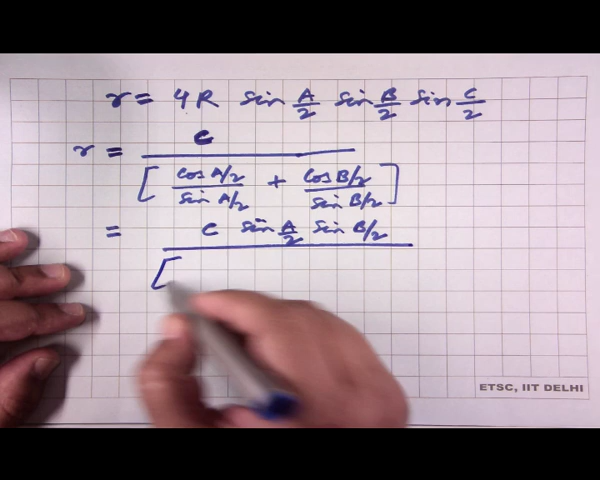 r = 4R sin A/2 sin B/2 sin C/2
r = c / [ cos A/2 / sin A/2 + cos B/2 / sin B/2 ]
= c sin A/2 sin B/2 / [
ETSC, IIT DELHI